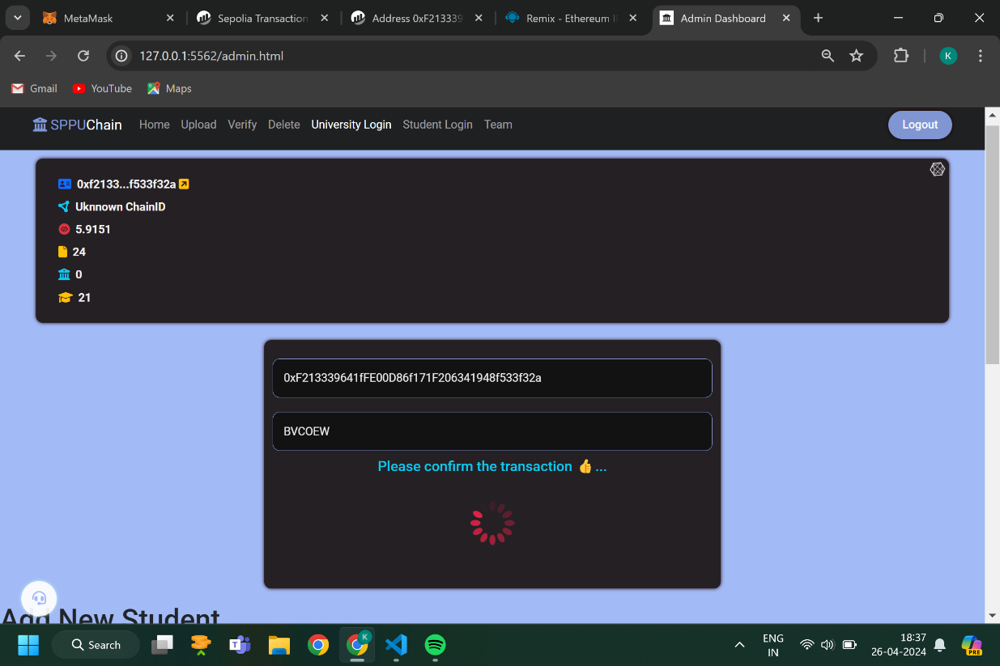 MetaMask
Sepolia Transaction
Address 0xF213339
Remix - Ethereum I
Admin Dashboard
127.0.0.1:5562/admin.html
K
Gmail
YouTube
Maps
SPPUChain
Home
Upload
Verify
Delete
University Login
Student Login
Team
Logout
0xf2133...f533f32a
Uknnown ChainID
5.9151
24
0
21
0xF213339641fFE00D86f171F206341948f533f32a
BVCOEW
Please confirm the transaction 👍 ...
Add New Student
Search
K
ENG
IN
18:37
26-04-2024
PRE